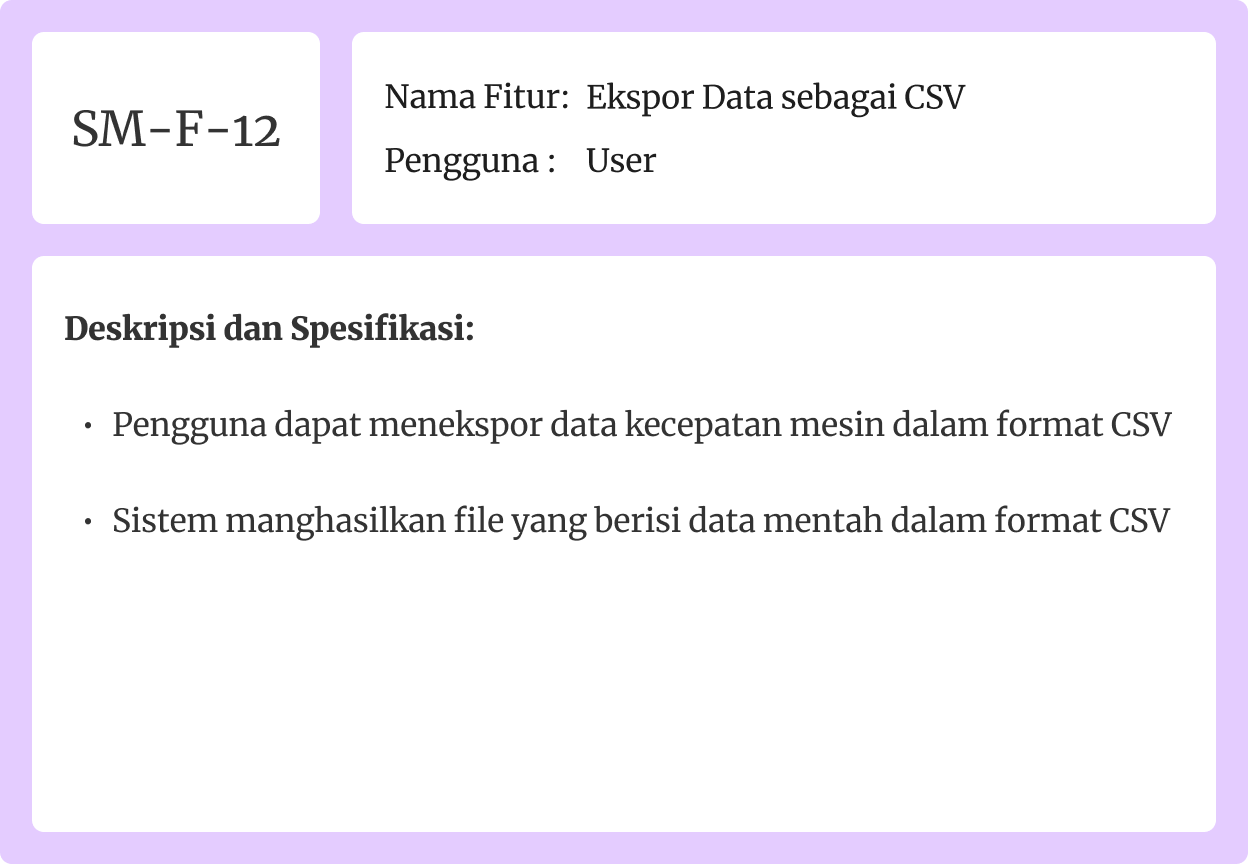 SM-F-12
Nama Fitur: Ekspor Data sebagai CSV
Pengguna : User
Deskripsi dan Spesifikasi:
• Pengguna dapat menekspor data kecepatan mesin dalam format CSV
• Sistem manghasilkan file yang berisi data mentah dalam format CSV